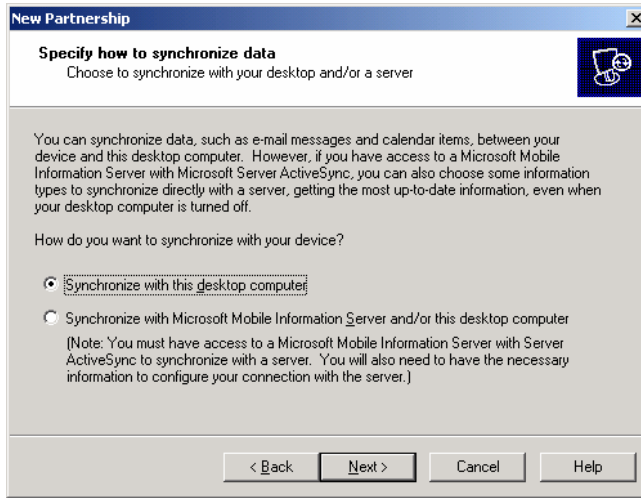 New Partnership
Specify how to synchronize data
Choose to synchronize with your desktop and/or a server
You can synchronize data, such as e-mail messages and calendar items, between your
device and this desktop computer.  However, if you have access to a Microsoft Mobile
Information Server with Microsoft Server ActiveSync, you can also choose some information
types to synchronize directly with a server, getting the most up-to-date information, even when
your desktop computer is turned off.
How do you want to synchronize with your device?
Synchronize with this desktop computer
Synchronize with Microsoft Mobile Information Server and/or this desktop computer
(Note: You must have access to a Microsoft Mobile Information Server with Server
ActiveSync to synchronize with a server.  You will also need to have the necessary
information to configure your connection with the server.)
< Back
Next >
Cancel
Help